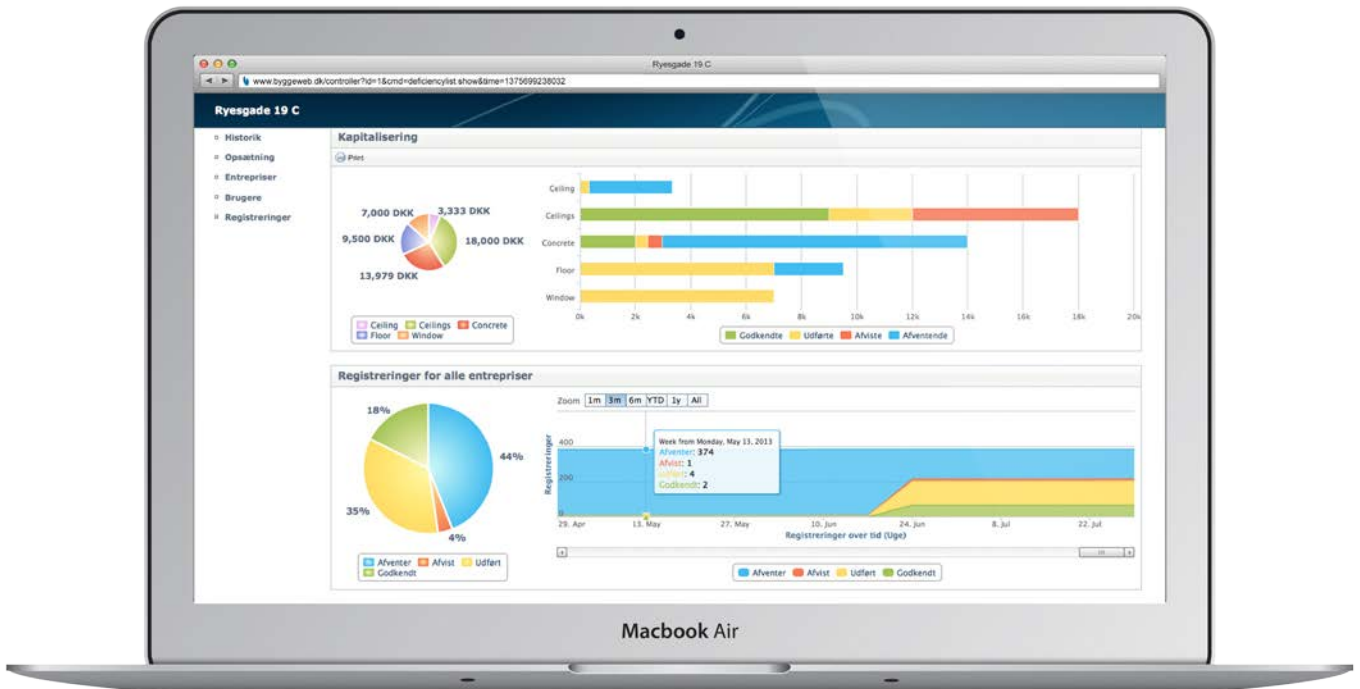 Ryesgade 19 C
www.byggeweb.dk/controller?id=1&cmd=deficiencylist.show&time=1375699238032
Ryesgade 19 C
Historik
Opsætning
Entrepriser
Brugere
Registreringer
Kapitalisering
Print
7,000 DKK
3,333 DKK
9,500 DKK
18,000 DKK
13,979 DKK
Ceiling Ceilings Concrete
Floor Window
Ceiling
Ceilings
Concrete
Floor
Window
0k 2k 4k 6k 8k 10k 12k 14k 16k 18k 20k
Godkendte Udførte Afviste Afventende
Registreringer for alle entrepriser
18%
44%
35%
4%
Afventer Afvist Udført
Godkendt
Zoom 1m 3m 6m YTD 1y All
Registreringer
400
200
0
Week from Monday, May 13, 2013
Afventer: 374
Afvist: 1
Udført: 4
Godkendt: 2
29. Apr 13. May 27. May 10. Jun 24. Jun 8. Jul 22. Jul
Registreringer over tid (Uge)
Afventer Afvist Udført Godkendt
Macbook Air